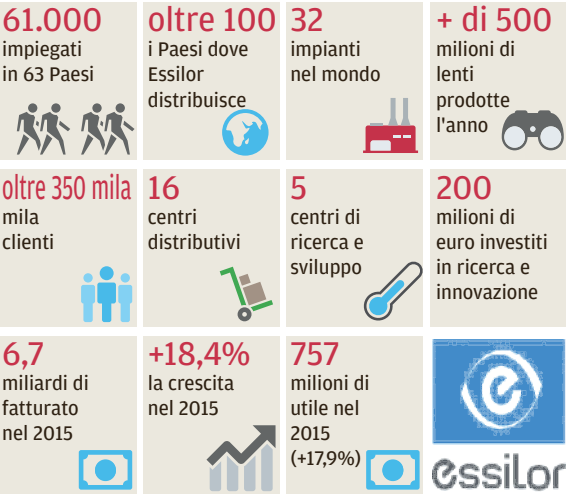 61.000
impiegati
in 63 Paesi
oltre 100
i Paesi dove
Essilor
distribuisce
32
impianti
nel mondo
+ di 500
milioni di
lenti
prodotte
l'anno
oltre 350 mila
mila
clienti
16
centri
distributivi
5
centri di
ricerca e
sviluppo
200
milioni di
euro investiti
in ricerca e
innovazione
6,7
miliardi di
fatturato
nel 2015
+18,4%
la crescita
nel 2015
757
milioni di
utile nel
2015
(+17,9%)
e
essilor